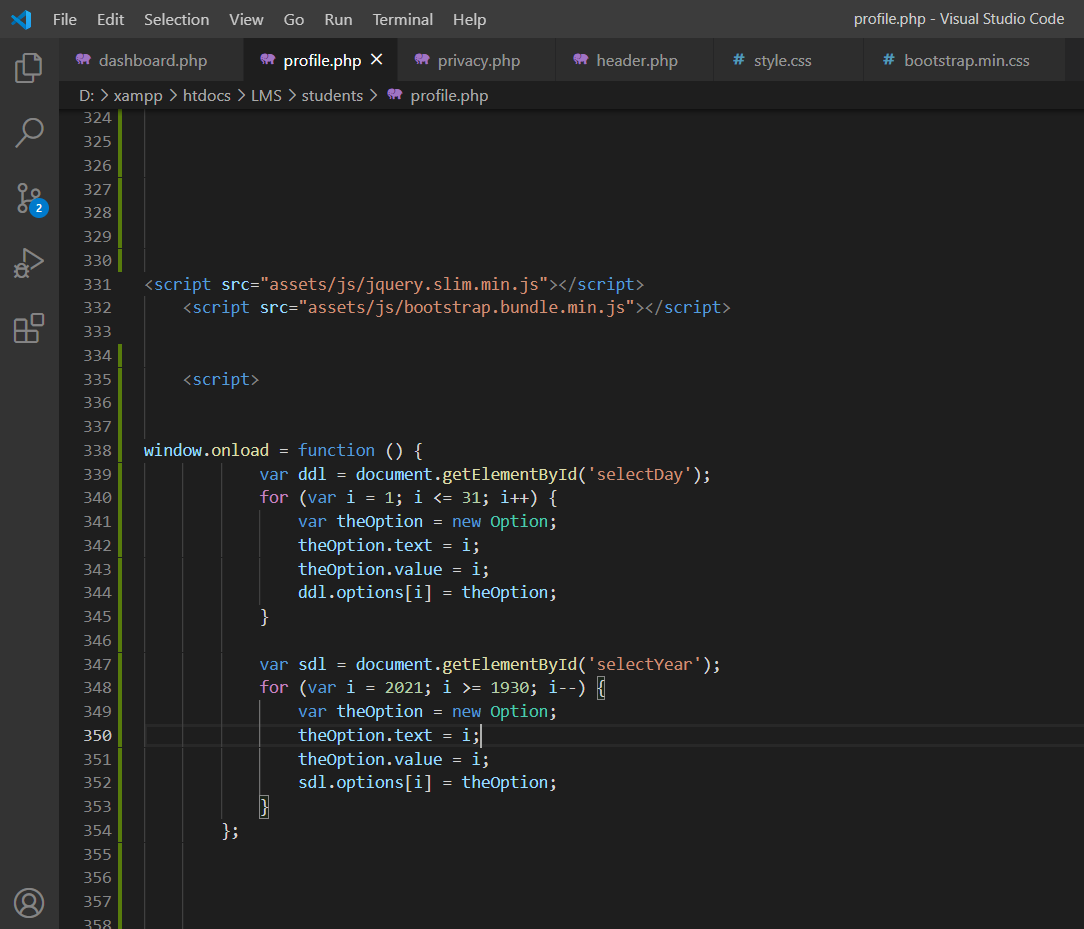 File Edit Selection View Go Run Terminal Help profile.php - Visual Studio Code
dashboard.php profile.php privacy.php header.php # style.css # bootstrap.min.css
D: > xampp > htdocs > LMS > students > profile.php
2
324
325
326
327
328
329
330
331 <script src="assets/js/jquery.slim.min.js"></script>
332 <script src="assets/js/bootstrap.bundle.min.js"></script>
333
334
335 <script>
336
337
338 window.onload = function () {
339 var ddl = document.getElementById('selectDay');
340 for (var i = 1; i <= 31; i++) {
341 var theOption = new Option;
342 theOption.text = i;
343 theOption.value = i;
344 ddl.options[i] = theOption;
345 }
346
347 var sdl = document.getElementById('selectYear');
348 for (var i = 2021; i >= 1930; i--) {
349 var theOption = new Option;
350 theOption.text = i;
351 theOption.value = i;
352 sdl.options[i] = theOption;
353 }
354 };
355
356
357
358